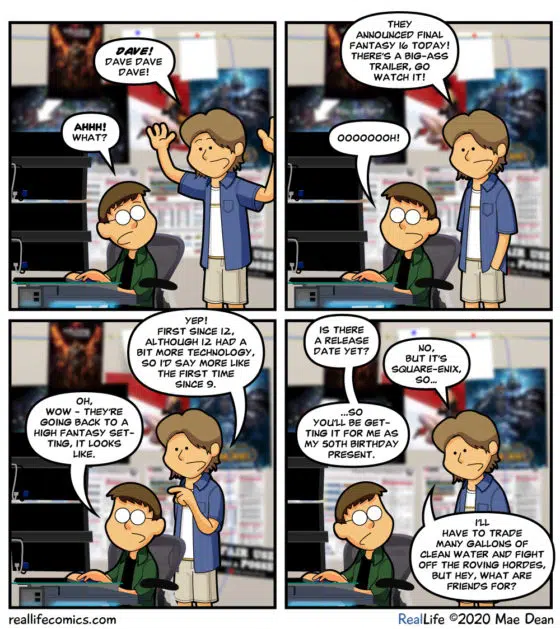 DAVE!
DAVE DAVE
DAVE!
AHHH!
WHAT?
THEY
ANNOUNCED FINAL
FANTASY 16 TODAY!
THERE'S A BIG-ASS
TRAILER, GO
WATCH IT!
OOOOOOOH!
YEP!
FIRST SINCE 12,
ALTHOUGH 12 HAD A
BIT MORE TECHNOLOGY,
SO I'D SAY MORE LIKE
THE FIRST TIME
SINCE 9.
OH,
WOW - THEY'RE
GOING BACK TO A
HIGH FANTASY SET-
TING, IT LOOKS
LIKE.
IS THERE
A RELEASE
DATE YET?
NO,
BUT IT'S
SQUARE-ENIX,
SO...
...SO
YOU'LL BE GET-
TING IT FOR ME AS
MY 50TH BIRTHDAY
PRESENT.
I'LL
HAVE TO TRADE
MANY GALLONS OF
CLEAN WATER AND FIGHT
OFF THE ROVING HORDES,
BUT HEY, WHAT ARE
FRIENDS FOR?
reallifecomics.com
RealLife ©2020 Mae Dean